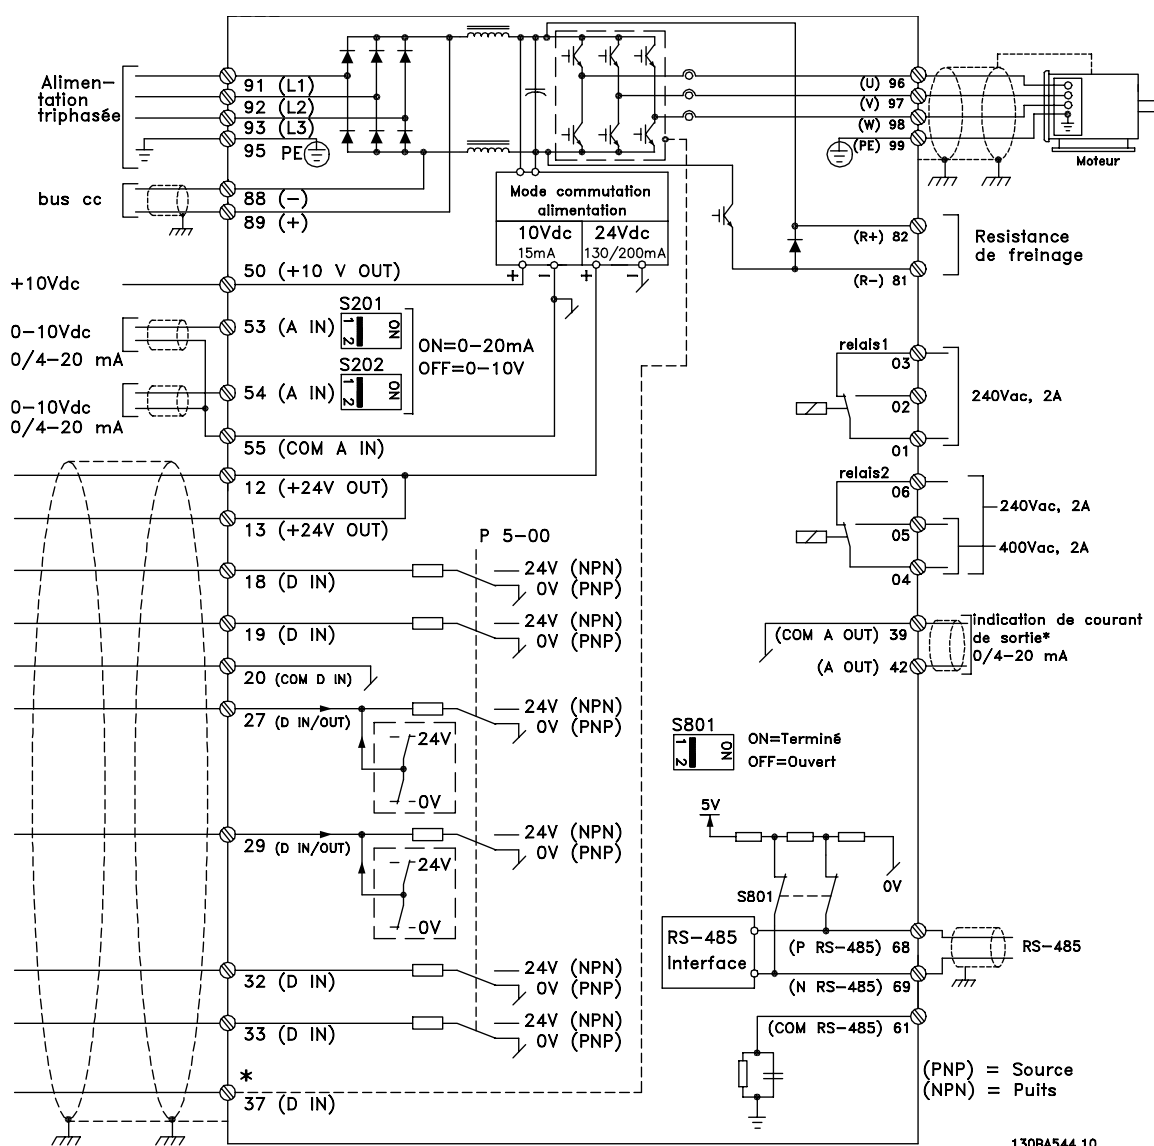 Alimen-
tation
triphasée
91 (L1)
92 (L2)
93 (L3)
95 PE
bus cc
88 (−)
89 (+)
+10Vdc
50 (+10 V OUT)
0−10Vdc
0/4−20 mA
53 (A IN)
S201
1
2
ON
ON=0−20mA
OFF=0−10V
0−10Vdc
0/4−20 mA
54 (A IN)
S202
1
2
ON
55 (COM A IN)
12 (+24V OUT)
13 (+24V OUT)
P 5-00
18 (D IN)
24V (NPN)
0V (PNP)
19 (D IN)
24V (NPN)
0V (PNP)
20 (COM D IN)
27 (D IN/OUT)
24V (NPN)
0V (PNP)
24V
0V
29 (D IN/OUT)
24V (NPN)
0V (PNP)
24V
0V
32 (D IN)
24V (NPN)
0V (PNP)
33 (D IN)
24V (NPN)
0V (PNP)
*
37 (D IN)
Mode commutation
alimentation
10Vdc
15mA
24Vdc
130/200mA
+ − + −
(U) 96
(V) 97
(W) 98
(PE) 99
Moteur
(R+) 82
(R−) 81
Resistance
de freinage
relais1
03
02
01
240Vac, 2A
relais2
06
05
04
240Vac, 2A
400Vac, 2A
(COM A OUT) 39
(A OUT) 42
indication de courant
de sortie*
0/4−20 mA
S801
1
2
ON
ON=Terminé
OFF=Ouvert
5V
S801
0V
RS-485
Interface
(P RS-485) 68
(N RS-485) 69
(COM RS-485) 61
RS-485
(PNP) = Source
(NPN) = Puits
130BA544.10